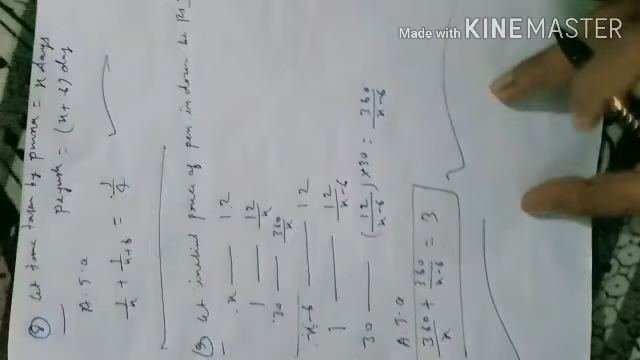 Made with KINEMASTER
(8) let time taken by = x days
= (x + 6) day
A.T.Q
1/x + 1/x+6 = 1/4
(9) let initial price of pen in dozen be Rs
x — 12
1 — 12/x
30 — 360/x
x-6 — 12
1 — 12/x-6
30 — (12/x-6) × 30 = 360/x-6
A T Q
360/x + 360/x-6 = 3